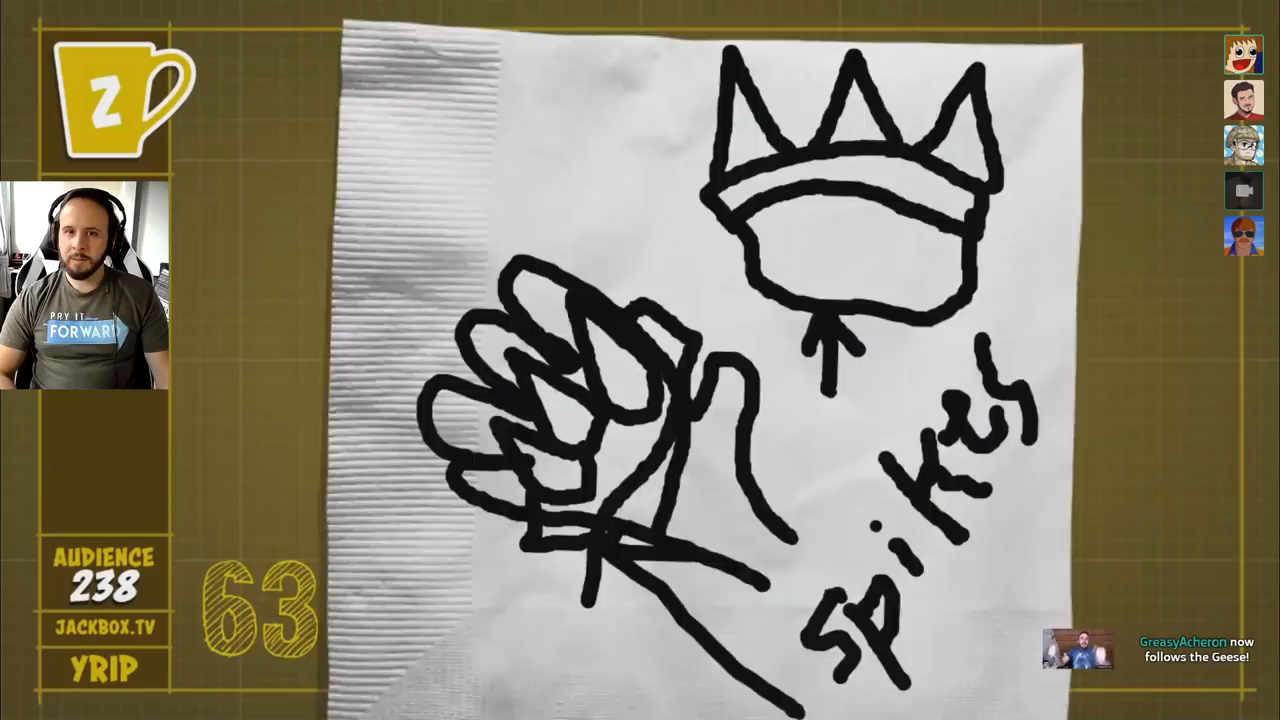 Z
PAY IT
FORWARD
AUDIENCE
238
JACKBOX.TV
YRIP
63
spikes
GreasyAcheron now
follows the Geese!